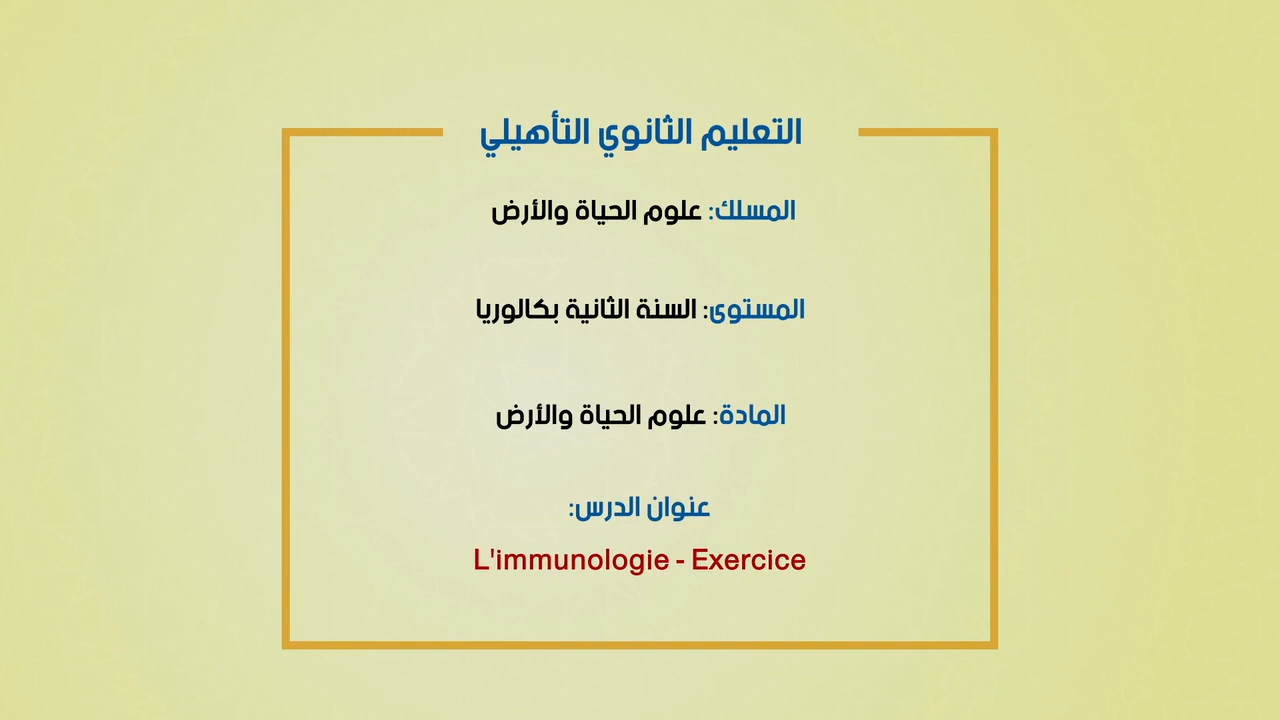 التعليم الثانوي التأهيلي
المسلك: علوم الحياة والأرض
المستوى: السنة الثانية بكالوريا
المادة: علوم الحياة والأرض
عنوان الدرس:
L'immunologie - Exercice